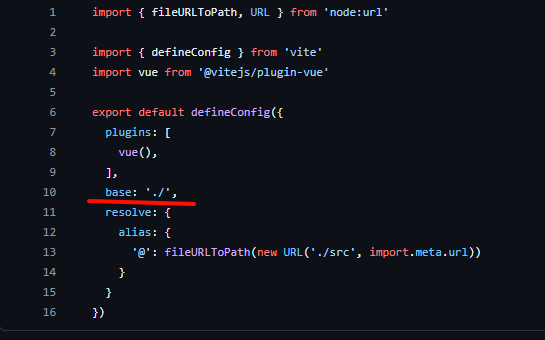 1 import { fileURLToPath, URL } from 'node:url'
2
3 import { defineConfig } from 'vite'
4 import vue from '@vitejs/plugin-vue'
5
6 export default defineConfig({
7   plugins: [
8     vue(),
9   ],
10   base: './',
11   resolve: {
12     alias: {
13       '@': fileURLToPath(new URL('./src', import.meta.url))
14     }
15   }
16 })